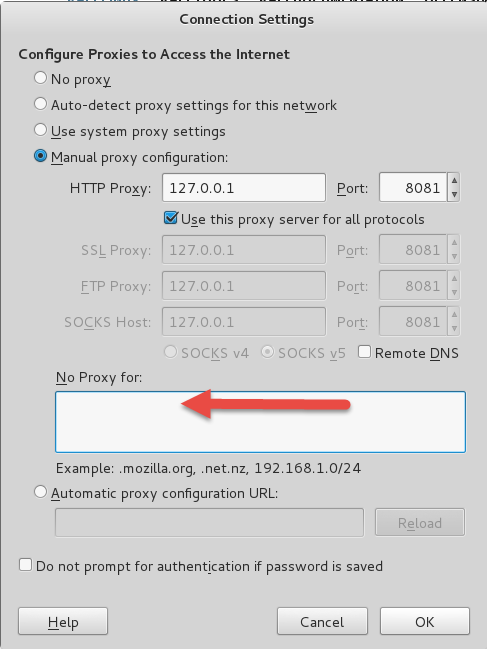 Connection Settings
Configure Proxies to Access the Internet
No proxy
Auto-detect proxy settings for this network
Use system proxy settings
Manual proxy configuration:
HTTP Proxy: 127.0.0.1 Port: 8081
Use this proxy server for all protocols
SSL Proxy: 127.0.0.1 Port: 8081
FTP Proxy: 127.0.0.1 Port: 8081
SOCKS Host: 127.0.0.1 Port: 8081
SOCKS v4 SOCKS v5 Remote DNS
No Proxy for:
Example: .mozilla.org, .net.nz, 192.168.1.0/24
Automatic proxy configuration URL:
Reload
Do not prompt for authentication if password is saved
Help Cancel OK